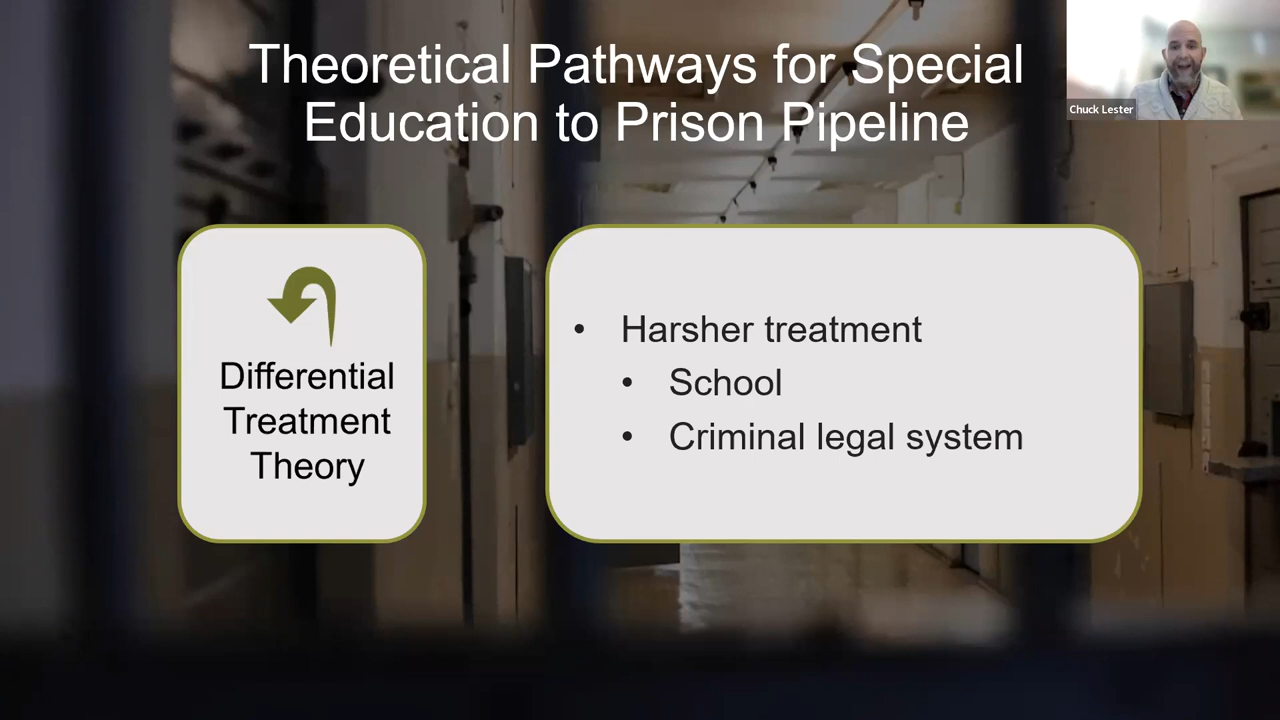 Theoretical Pathways for Special
Education to Prison Pipeline
Chuck Lester
Differential
Treatment
Theory
• Harsher treatment
• School
• Criminal legal system